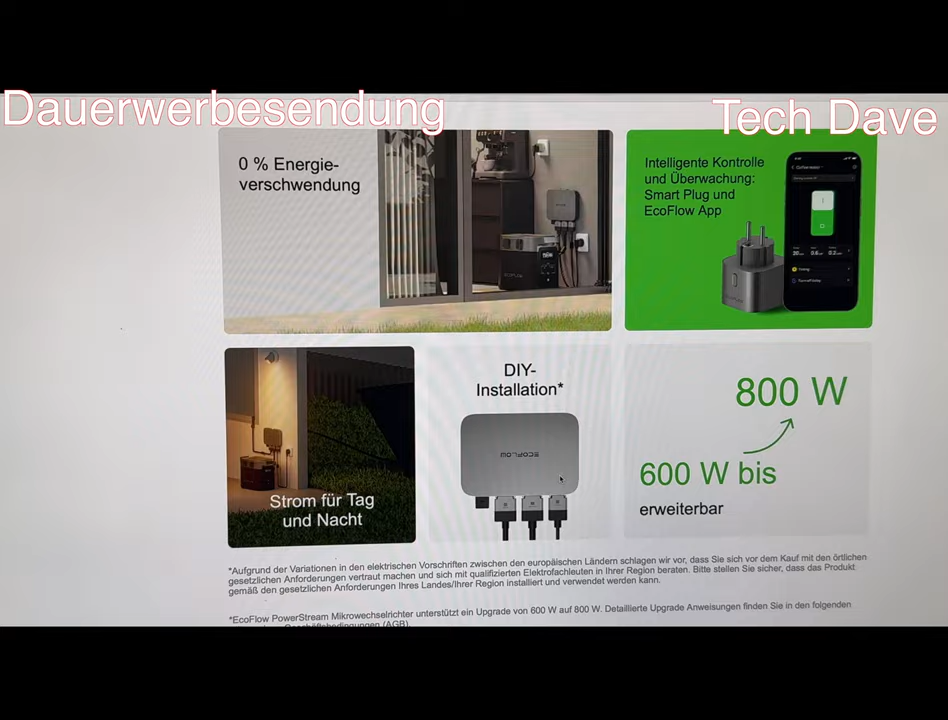 Dauerwerbesendung
Tech Dave
0 % Energie-
verschwendung
Intelligente Kontrolle
und Überwachung:
Smart Plug und
EcoFlow App
Strom für Tag
und Nacht
DIY-
Installation*
ECOFLOW
800 W
600 W bis
erweiterbar
*Aufgrund der Variationen in den elektrischen Vorschriften zwischen den europäischen Ländern schlagen wir vor, dass Sie sich vor dem Kauf mit den örtlichen
gesetzlichen Anforderungen vertraut machen und sich mit qualifizierten Elektrofachleuten in Ihrer Region beraten. Bitte stellen Sie sicher, dass das Produkt
gemäß den gesetzlichen Anforderungen Ihres Landes/Ihrer Region installiert und verwendet werden kann.
*EcoFlow PowerStream Mikrowechselrichter unterstützt ein Upgrade von 600 W auf 800 W. Detaillierte Upgrade Anweisungen finden Sie in den folgenden
Geschäftsbedingungen (AGB).